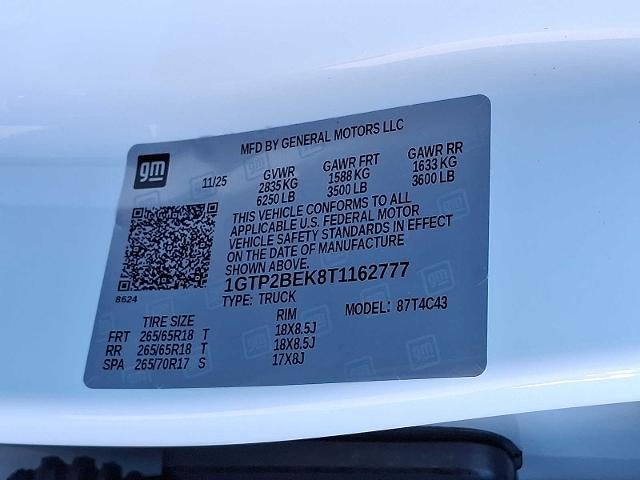 MFD BY GENERAL MOTORS LLC
gm
11/25
GVWR GAWR FRT GAWR RR
2835 KG 1588 KG 1633 KG
6250 LB 3500 LB 3600 LB
THIS VEHICLE CONFORMS TO ALL
APPLICABLE U.S. FEDERAL MOTOR
VEHICLE SAFETY STANDARDS IN EFFECT
ON THE DATE OF MANUFACTURE
SHOWN ABOVE.
8624
1GTP2BEK8T1162777
TYPE: TRUCK MODEL: 87T4C43
TIRE SIZE RIM
FRT 265/65R18 T 18X8.5J
RR 265/65R18 T 18X8.5J
SPA 265/70R17 S 17X8J